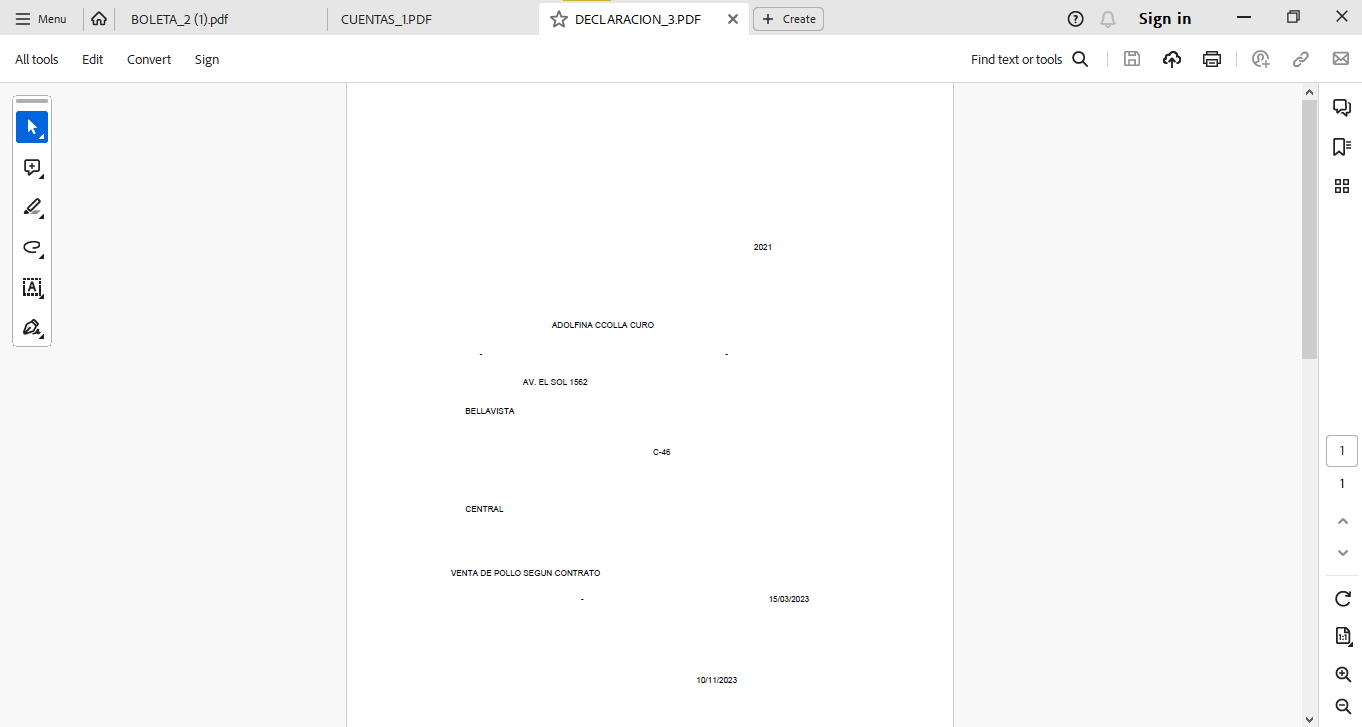 Menu BOLETA_2 (1).pdf CUENTAS_1.PDF DECLARACION_3.PDF Create Sign in
All tools Edit Convert Sign Find text or tools
2021
ADOLFINA CCOLLA CURO
- -
AV. EL SOL 1562
BELLAVISTA
C-46
CENTRAL
VENTA DE POLLO SEGUN CONTRATO
- 15/03/2023
10/11/2023
1
1
1:1